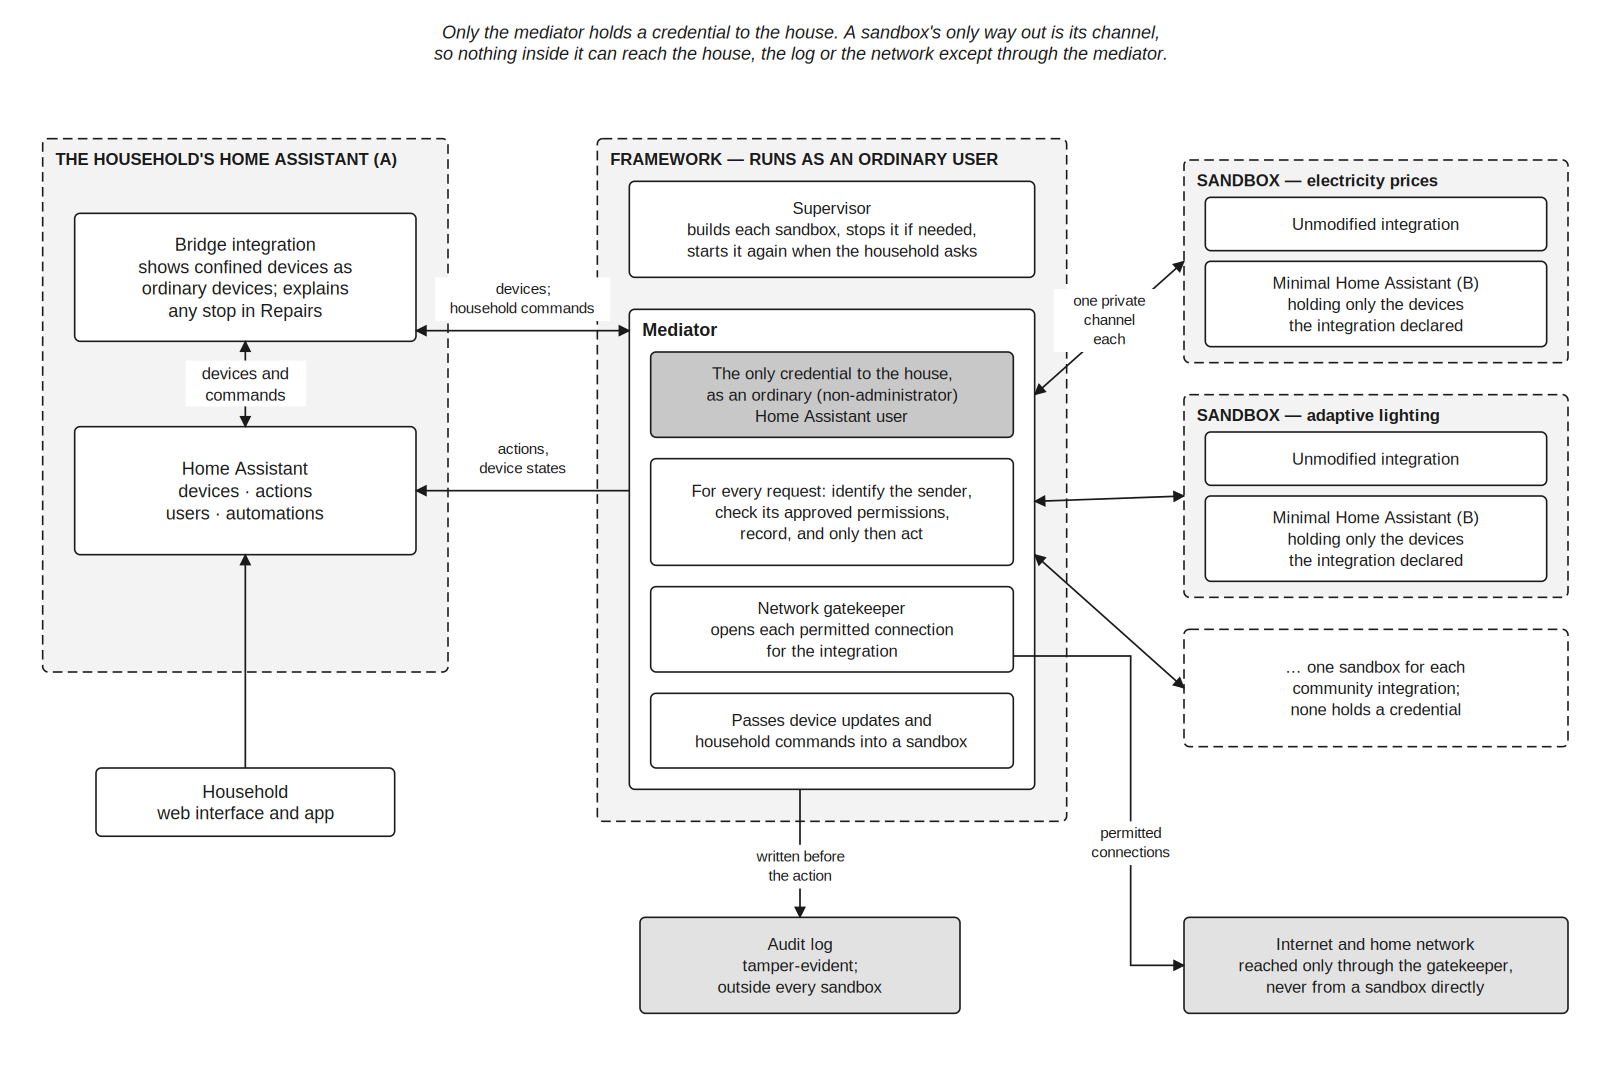 Only the mediator holds a credential to the house. A sandbox's only way out is its channel,
so nothing inside it can reach the house, the log or the network except through the mediator.
THE HOUSEHOLD'S HOME ASSISTANT (A)
Bridge integration
shows confined devices as
ordinary devices; explains
any stop in Repairs
devices and
commands
Home Assistant
devices · actions
users · automations
Household
web interface and app
devices;
household commands
actions,
device states
FRAMEWORK — RUNS AS AN ORDINARY USER
Supervisor
builds each sandbox, stops it if needed,
starts it again when the household asks
Mediator
The only credential to the house,
as an ordinary (non-administrator)
Home Assistant user
For every request: identify the sender,
check its approved permissions,
record, and only then act
Network gatekeeper
opens each permitted connection
for the integration
Passes device updates and
household commands into a sandbox
written before
the action
Audit log
tamper-evident;
outside every sandbox
one private
channel
each
SANDBOX — electricity prices
Unmodified integration
Minimal Home Assistant (B)
holding only the devices
the integration declared
SANDBOX — adaptive lighting
Unmodified integration
Minimal Home Assistant (B)
holding only the devices
the integration declared
… one sandbox for each
community integration;
none holds a credential
permitted
connections
Internet and home network
reached only through the gatekeeper,
never from a sandbox directly